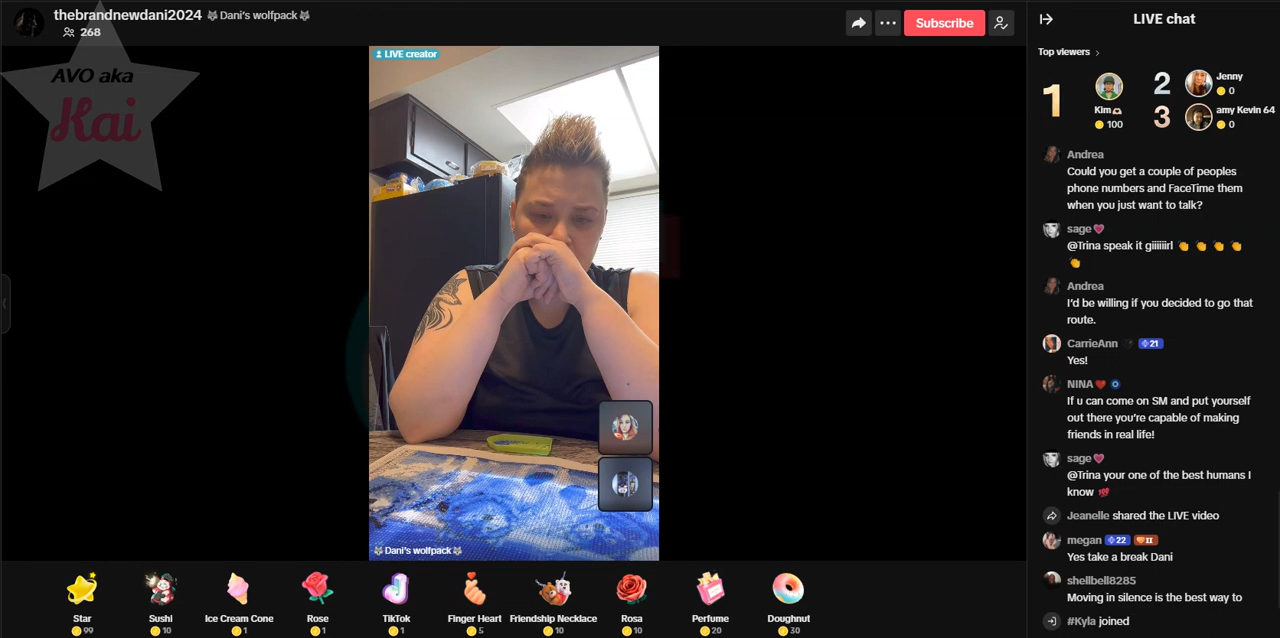 thebrandnewdani2024 🐺Dani's wolfpack🐺
268
Subscribe
AVO aka
Kai
LIVE creator
🐺Dani's wolfpack🐺
Star
99
Sushi
10
Ice Cream Cone
1
Rose
1
TikTok
1
Finger Heart
5
Friendship Necklace
10
Rosa
10
Perfume
20
Doughnut
30
LIVE chat
Top viewers
1
Kim🫶🏻
100
2
Jenny
0
3
amy Kevin 64
0
Andrea
Could you get a couple of peoples
phone numbers and FaceTime them
when you just want to talk?
sage💗
@Trina speak it giiiiiirl 👏 👏 👏 👏
👏
Andrea
I'd be willing if you decided to go that
route.
CarrieAnn 21
Yes!
NINA❤️🧿
If u can come on SM and put yourself
out there you're capable of making
friends in real life!
sage💗
@Trina your one of the best humans I
know 💯
Jeanelle shared the LIVE video
megan 22 II
Yes take a break Dani
shellbell8285
Moving in silence is the best way to
#Kyla joined